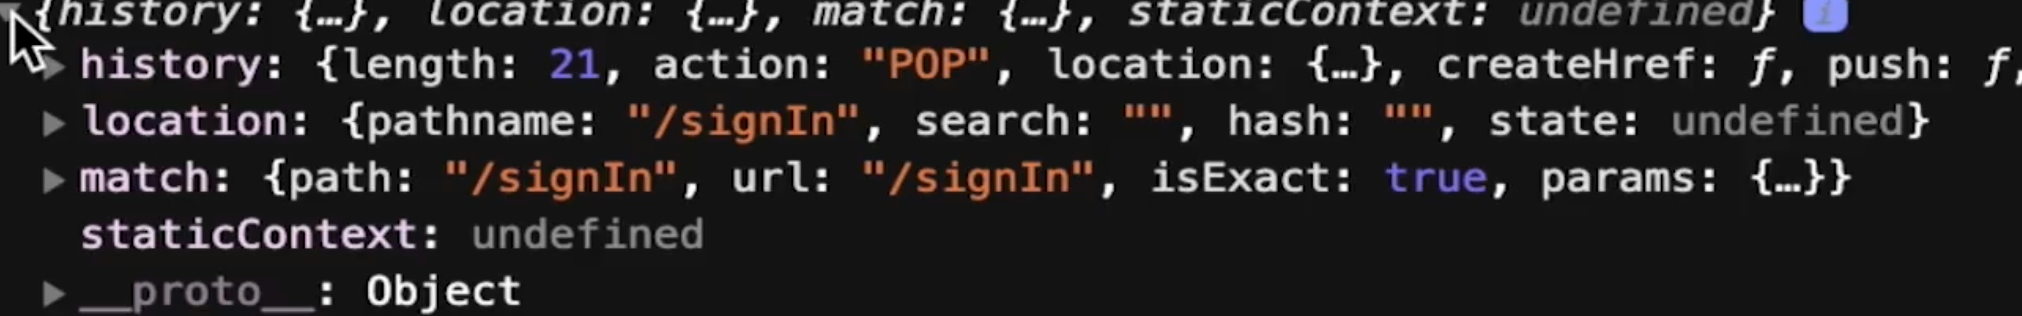 {history: {…}, location: {…}, match: {…}, staticContext: undefined} i
history: {length: 21, action: "POP", location: {…}, createHref: ƒ, push: ƒ,
location: {pathname: "/signIn", search: "", hash: "", state: undefined}
match: {path: "/signIn", url: "/signIn", isExact: true, params: {…}}
staticContext: undefined
__proto__: Object